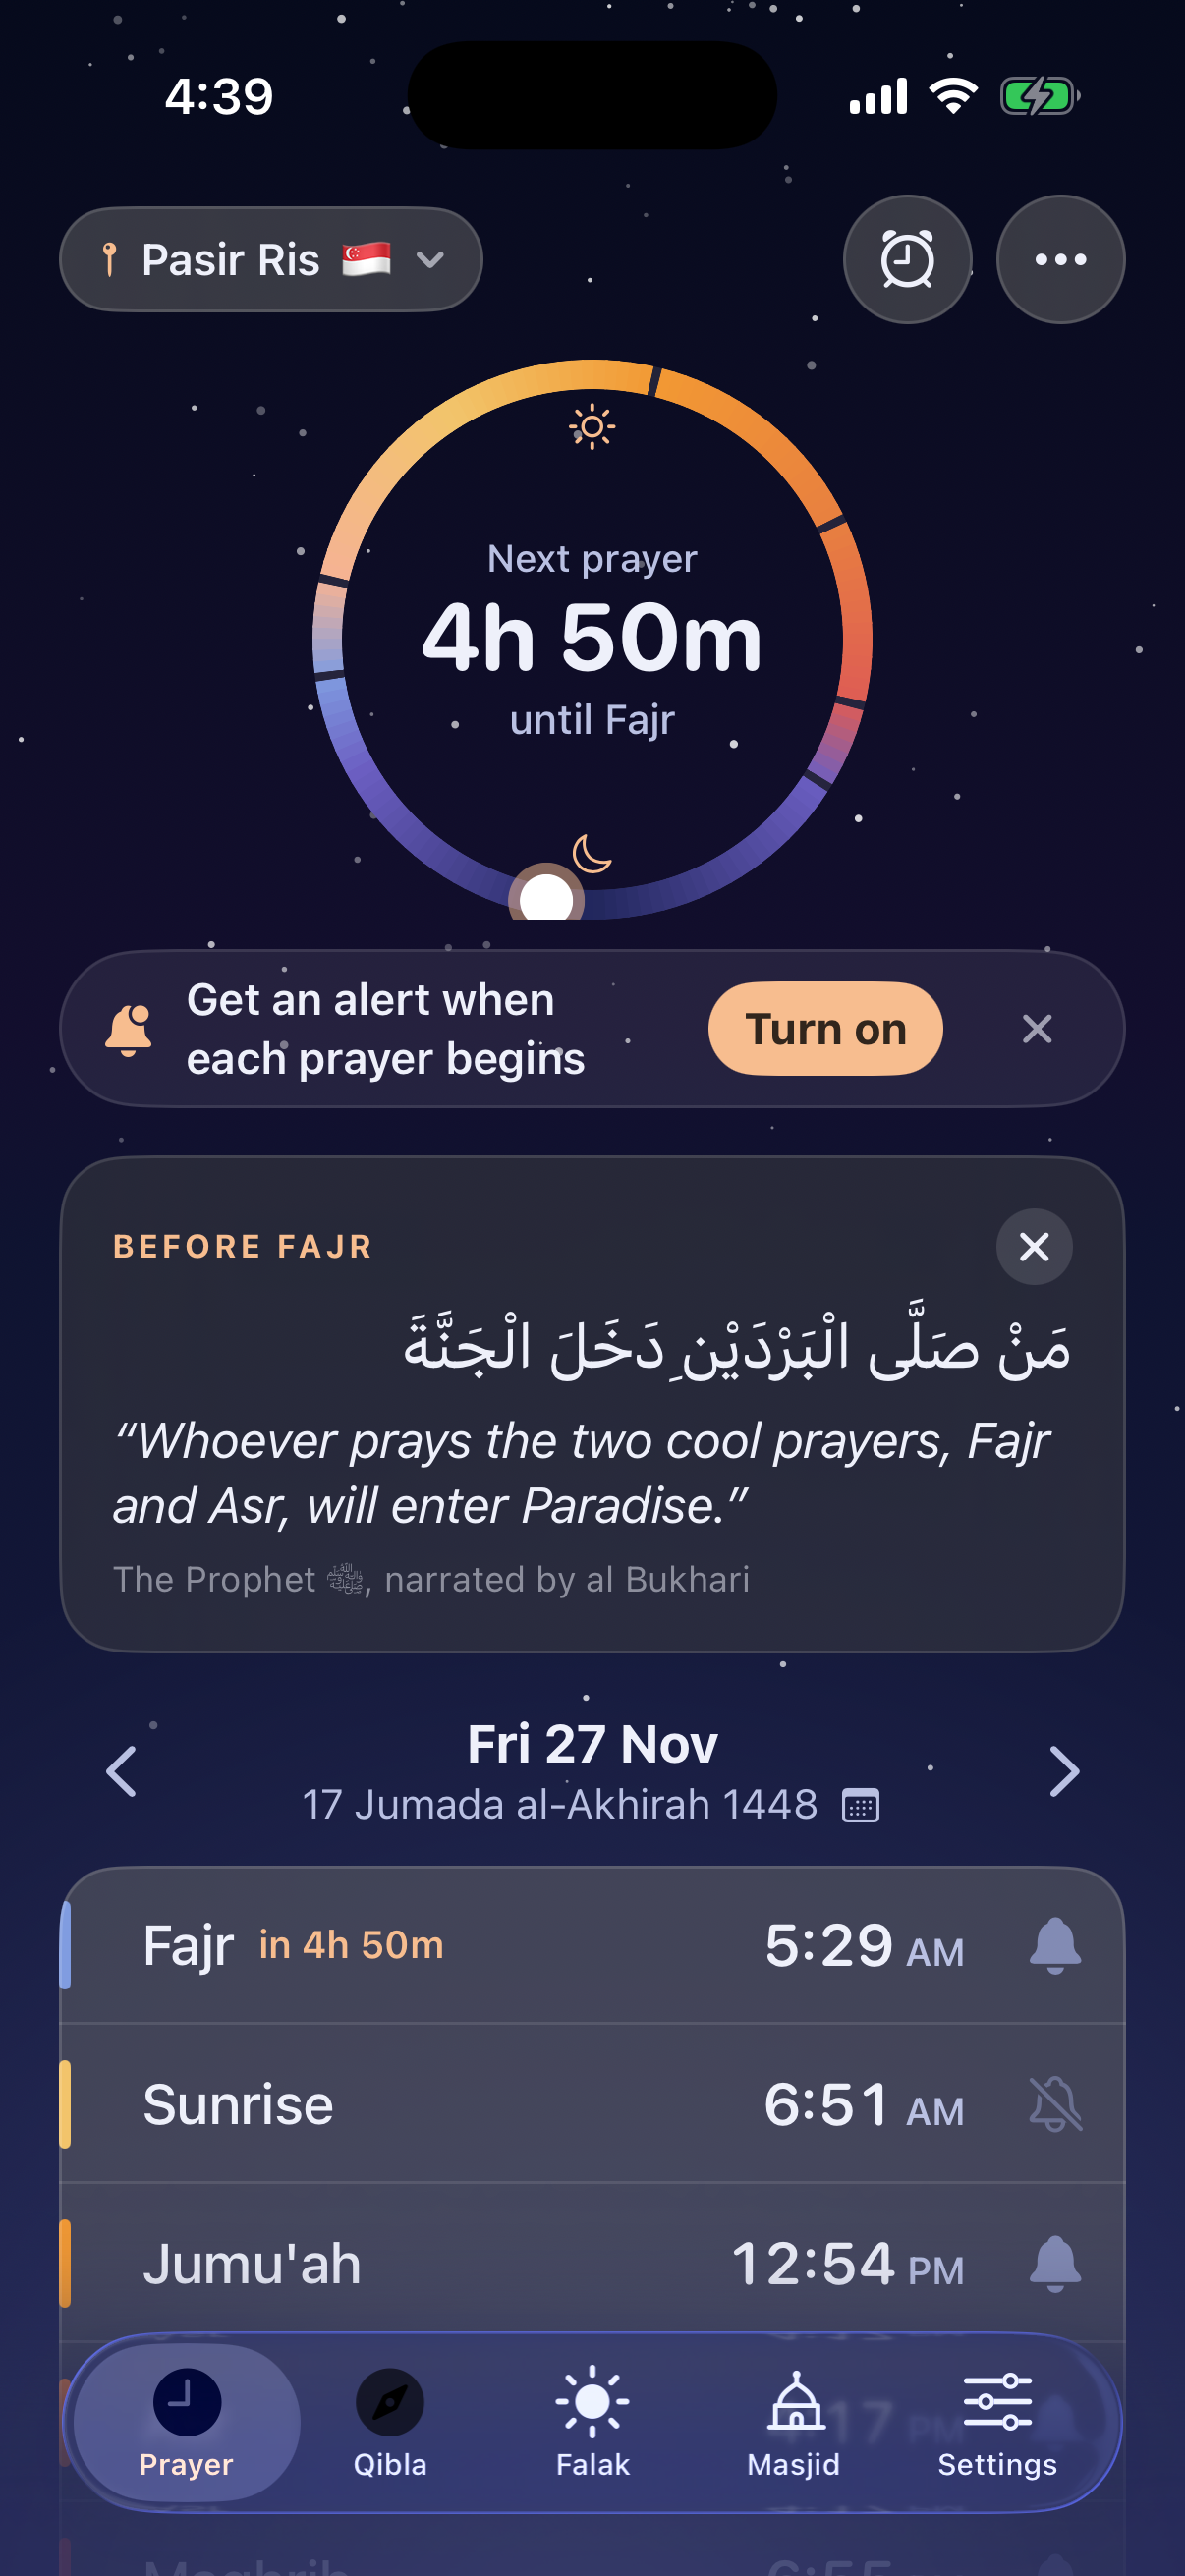 4:39
Pasir Ris 🇸🇬
Next prayer
4h 50m
until Fajr
Get an alert when
each prayer begins
Turn on
BEFORE FAJR
مَنْ صَلَّى الْبَرْدَيْنِ دَخَلَ الْجَنَّةَ
“Whoever prays the two cool prayers, Fajr
and Asr, will enter Paradise.”
The Prophet ﷺ, narrated by al Bukhari
Fri 27 Nov
17 Jumada al-Akhirah 1448
Fajr in 4h 50m 5:29 AM
Sunrise 6:51 AM
Jumu'ah 12:54 PM
Prayer Qibla Falak Masjid Settings